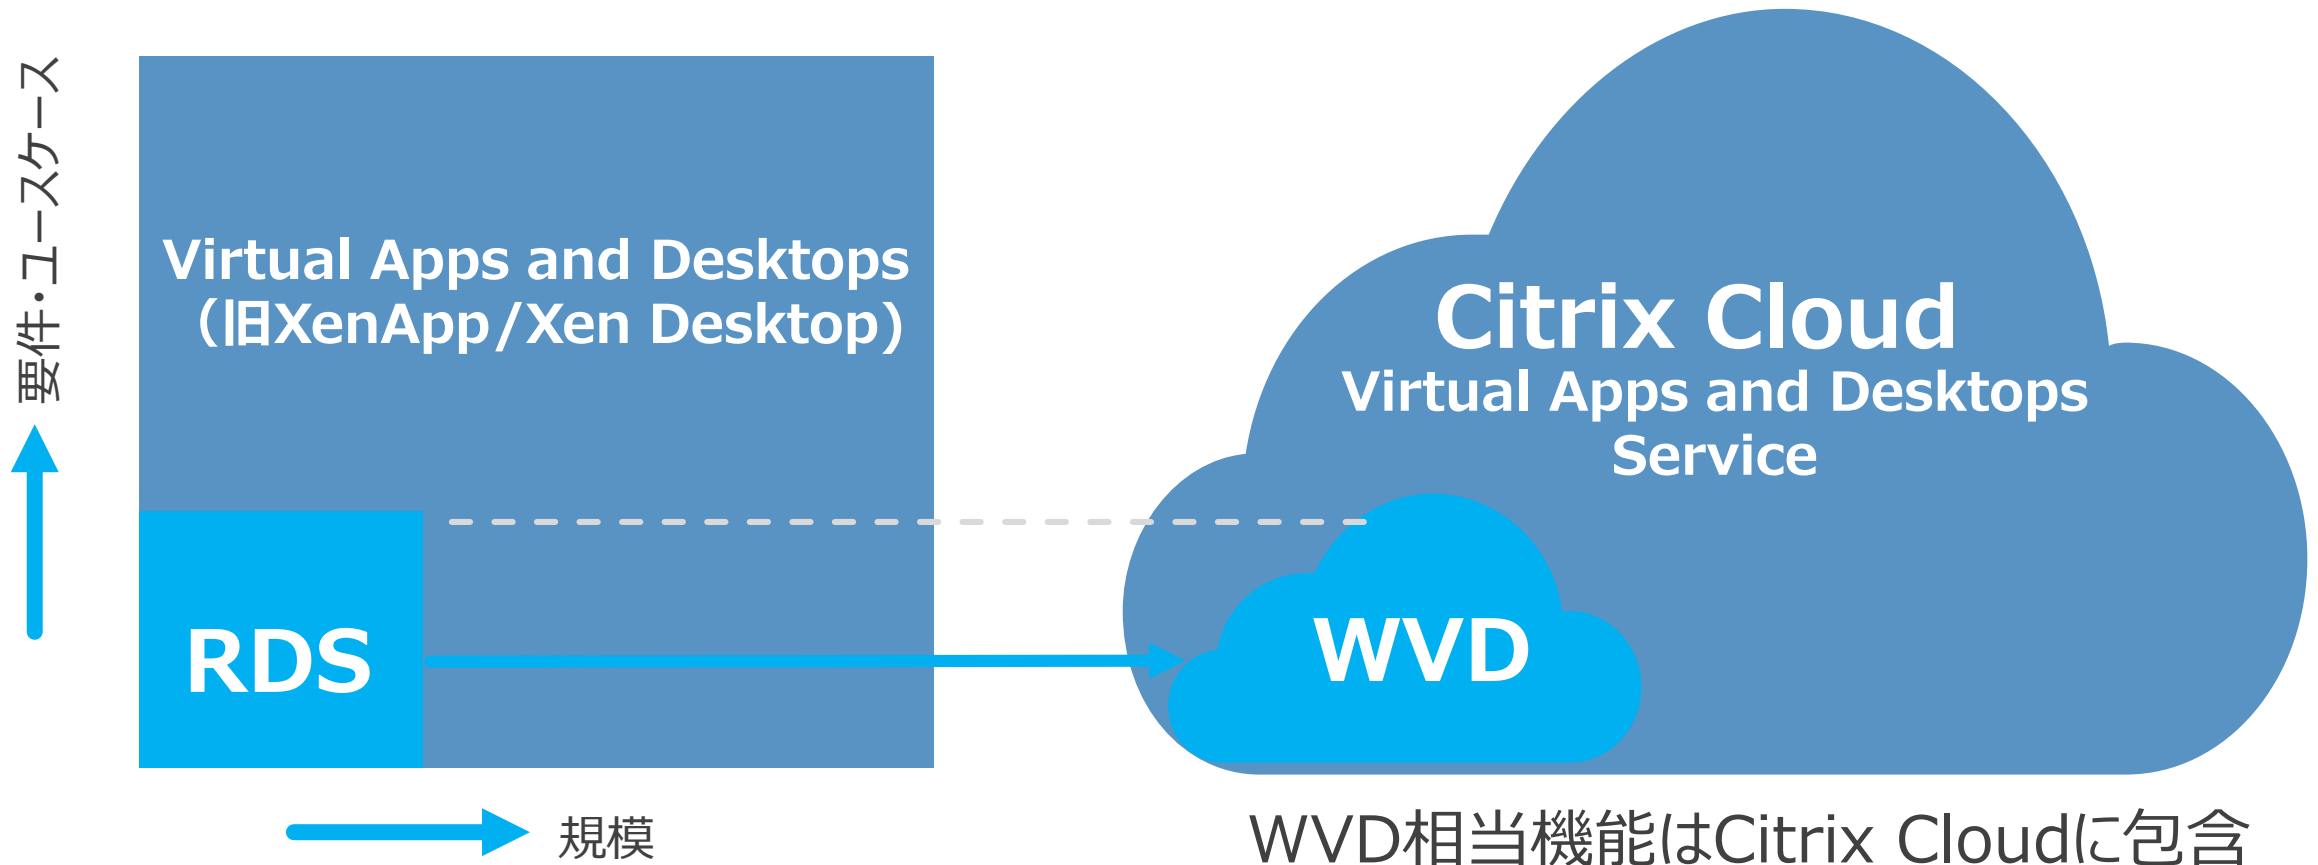 要件・ユースケース
Virtual Apps and Desktops
（旧XenApp/Xen Desktop）
RDS
規模
Citrix Cloud
Virtual Apps and Desktops
Service
WVD
WVD相当機能はCitrix Cloudに包含